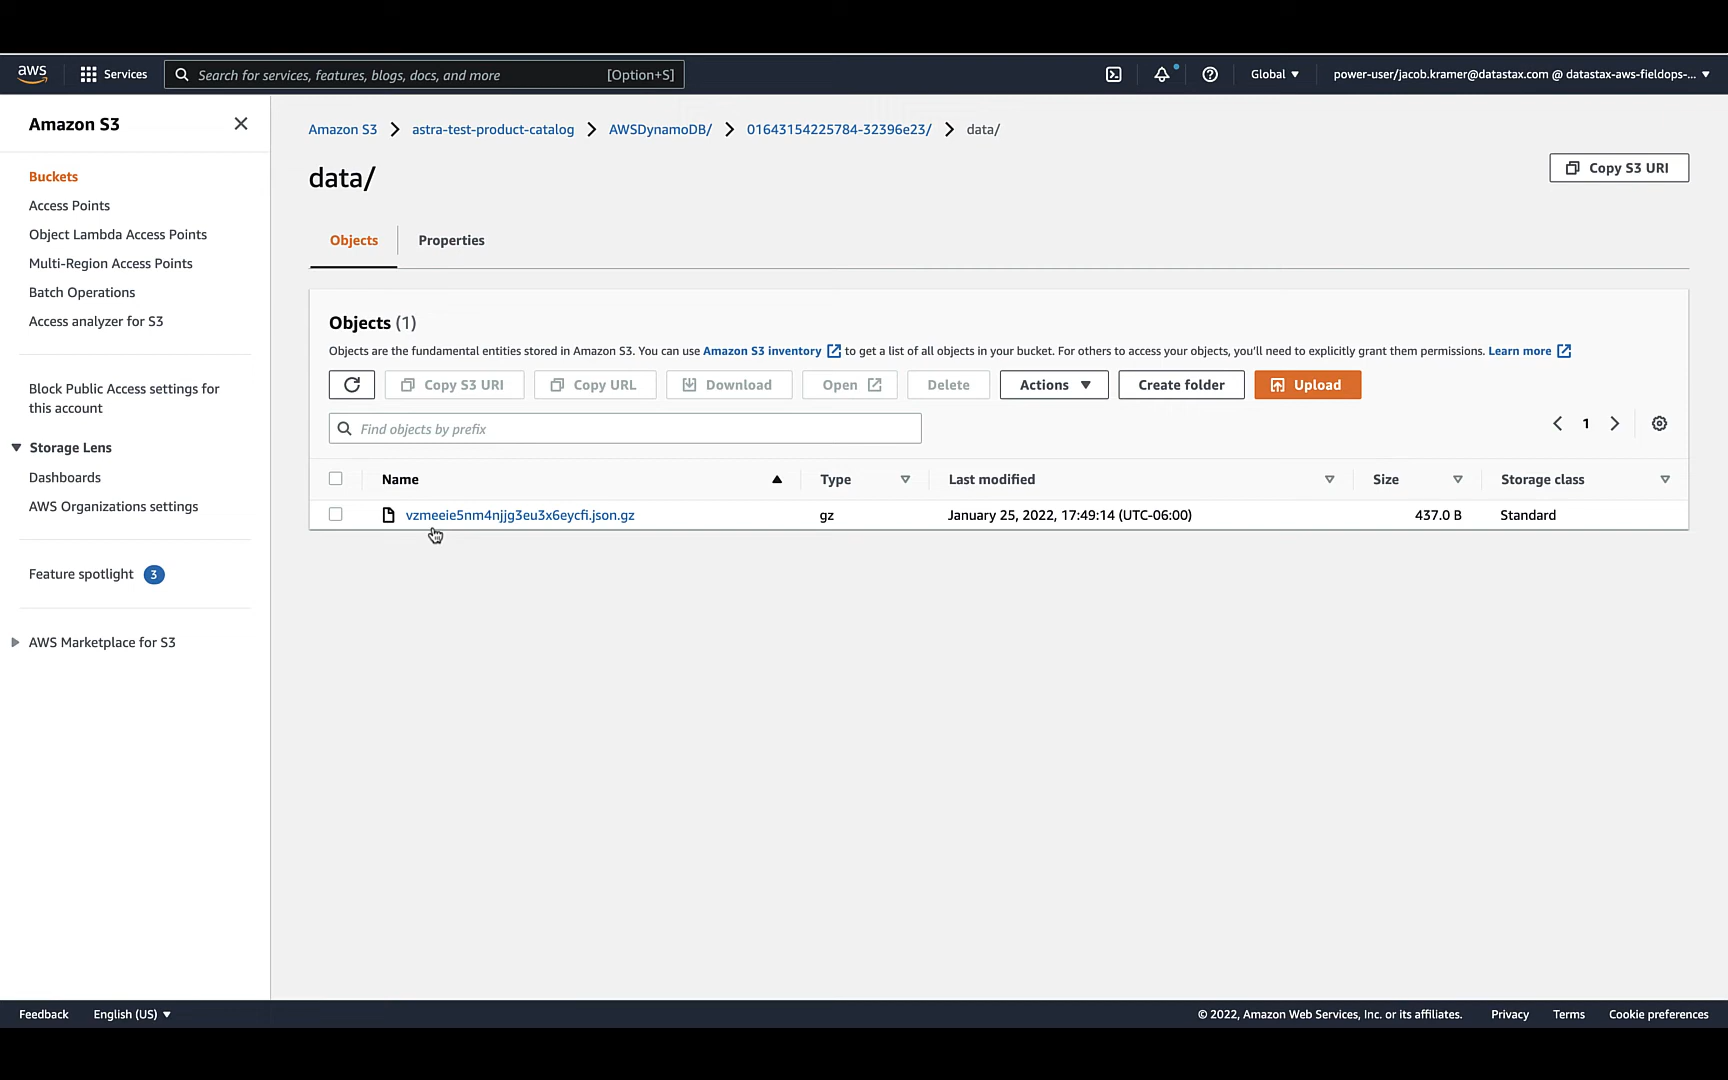 aws
Services
Search for services, features, blogs, docs, and more
[Option+S]
Global
power-user/jacob.kramer@datastax.com @ datastax-aws-fieldops-...
Amazon S3
Buckets
Access Points
Object Lambda Access Points
Multi-Region Access Points
Batch Operations
Access analyzer for S3
Block Public Access settings for
this account
Storage Lens
Dashboards
AWS Organizations settings
Feature spotlight 3
AWS Marketplace for S3
Amazon S3 > astra-test-product-catalog > AWSDynamoDB/ > 01643154225784-32396e23/ > data/
data/
Copy S3 URI
Objects
Properties
Objects (1)
Objects are the fundamental entities stored in Amazon S3. You can use Amazon S3 inventory to get a list of all objects in your bucket. For others to access your objects, you'll need to explicitly grant them permissions. Learn more
Copy S3 URI
Copy URL
Download
Open
Delete
Actions
Create folder
Upload
Find objects by prefix
1
Name
Type
Last modified
Size
Storage class
vzmeeie5nm4njjg3eu3x6eycfi.json.gz
gz
January 25, 2022, 17:49:14 (UTC-06:00)
437.0 B
Standard
Feedback
English (US)
© 2022, Amazon Web Services, Inc. or its affiliates.
Privacy
Terms
Cookie preferences